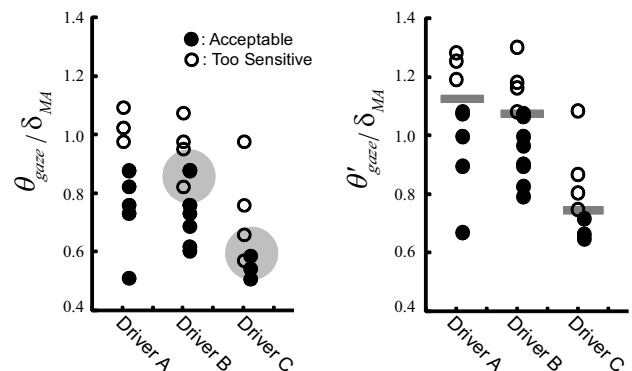 1.4
1.2
1.0
0.8
0.6
0.4
θgaze/ δMA
●: Acceptable
○: Too Sensitive
Driver A
Driver B
Driver C
1.4
1.2
1.0
0.8
0.6
0.4
θ'gaze/ δMA
Driver A
Driver B
Driver C